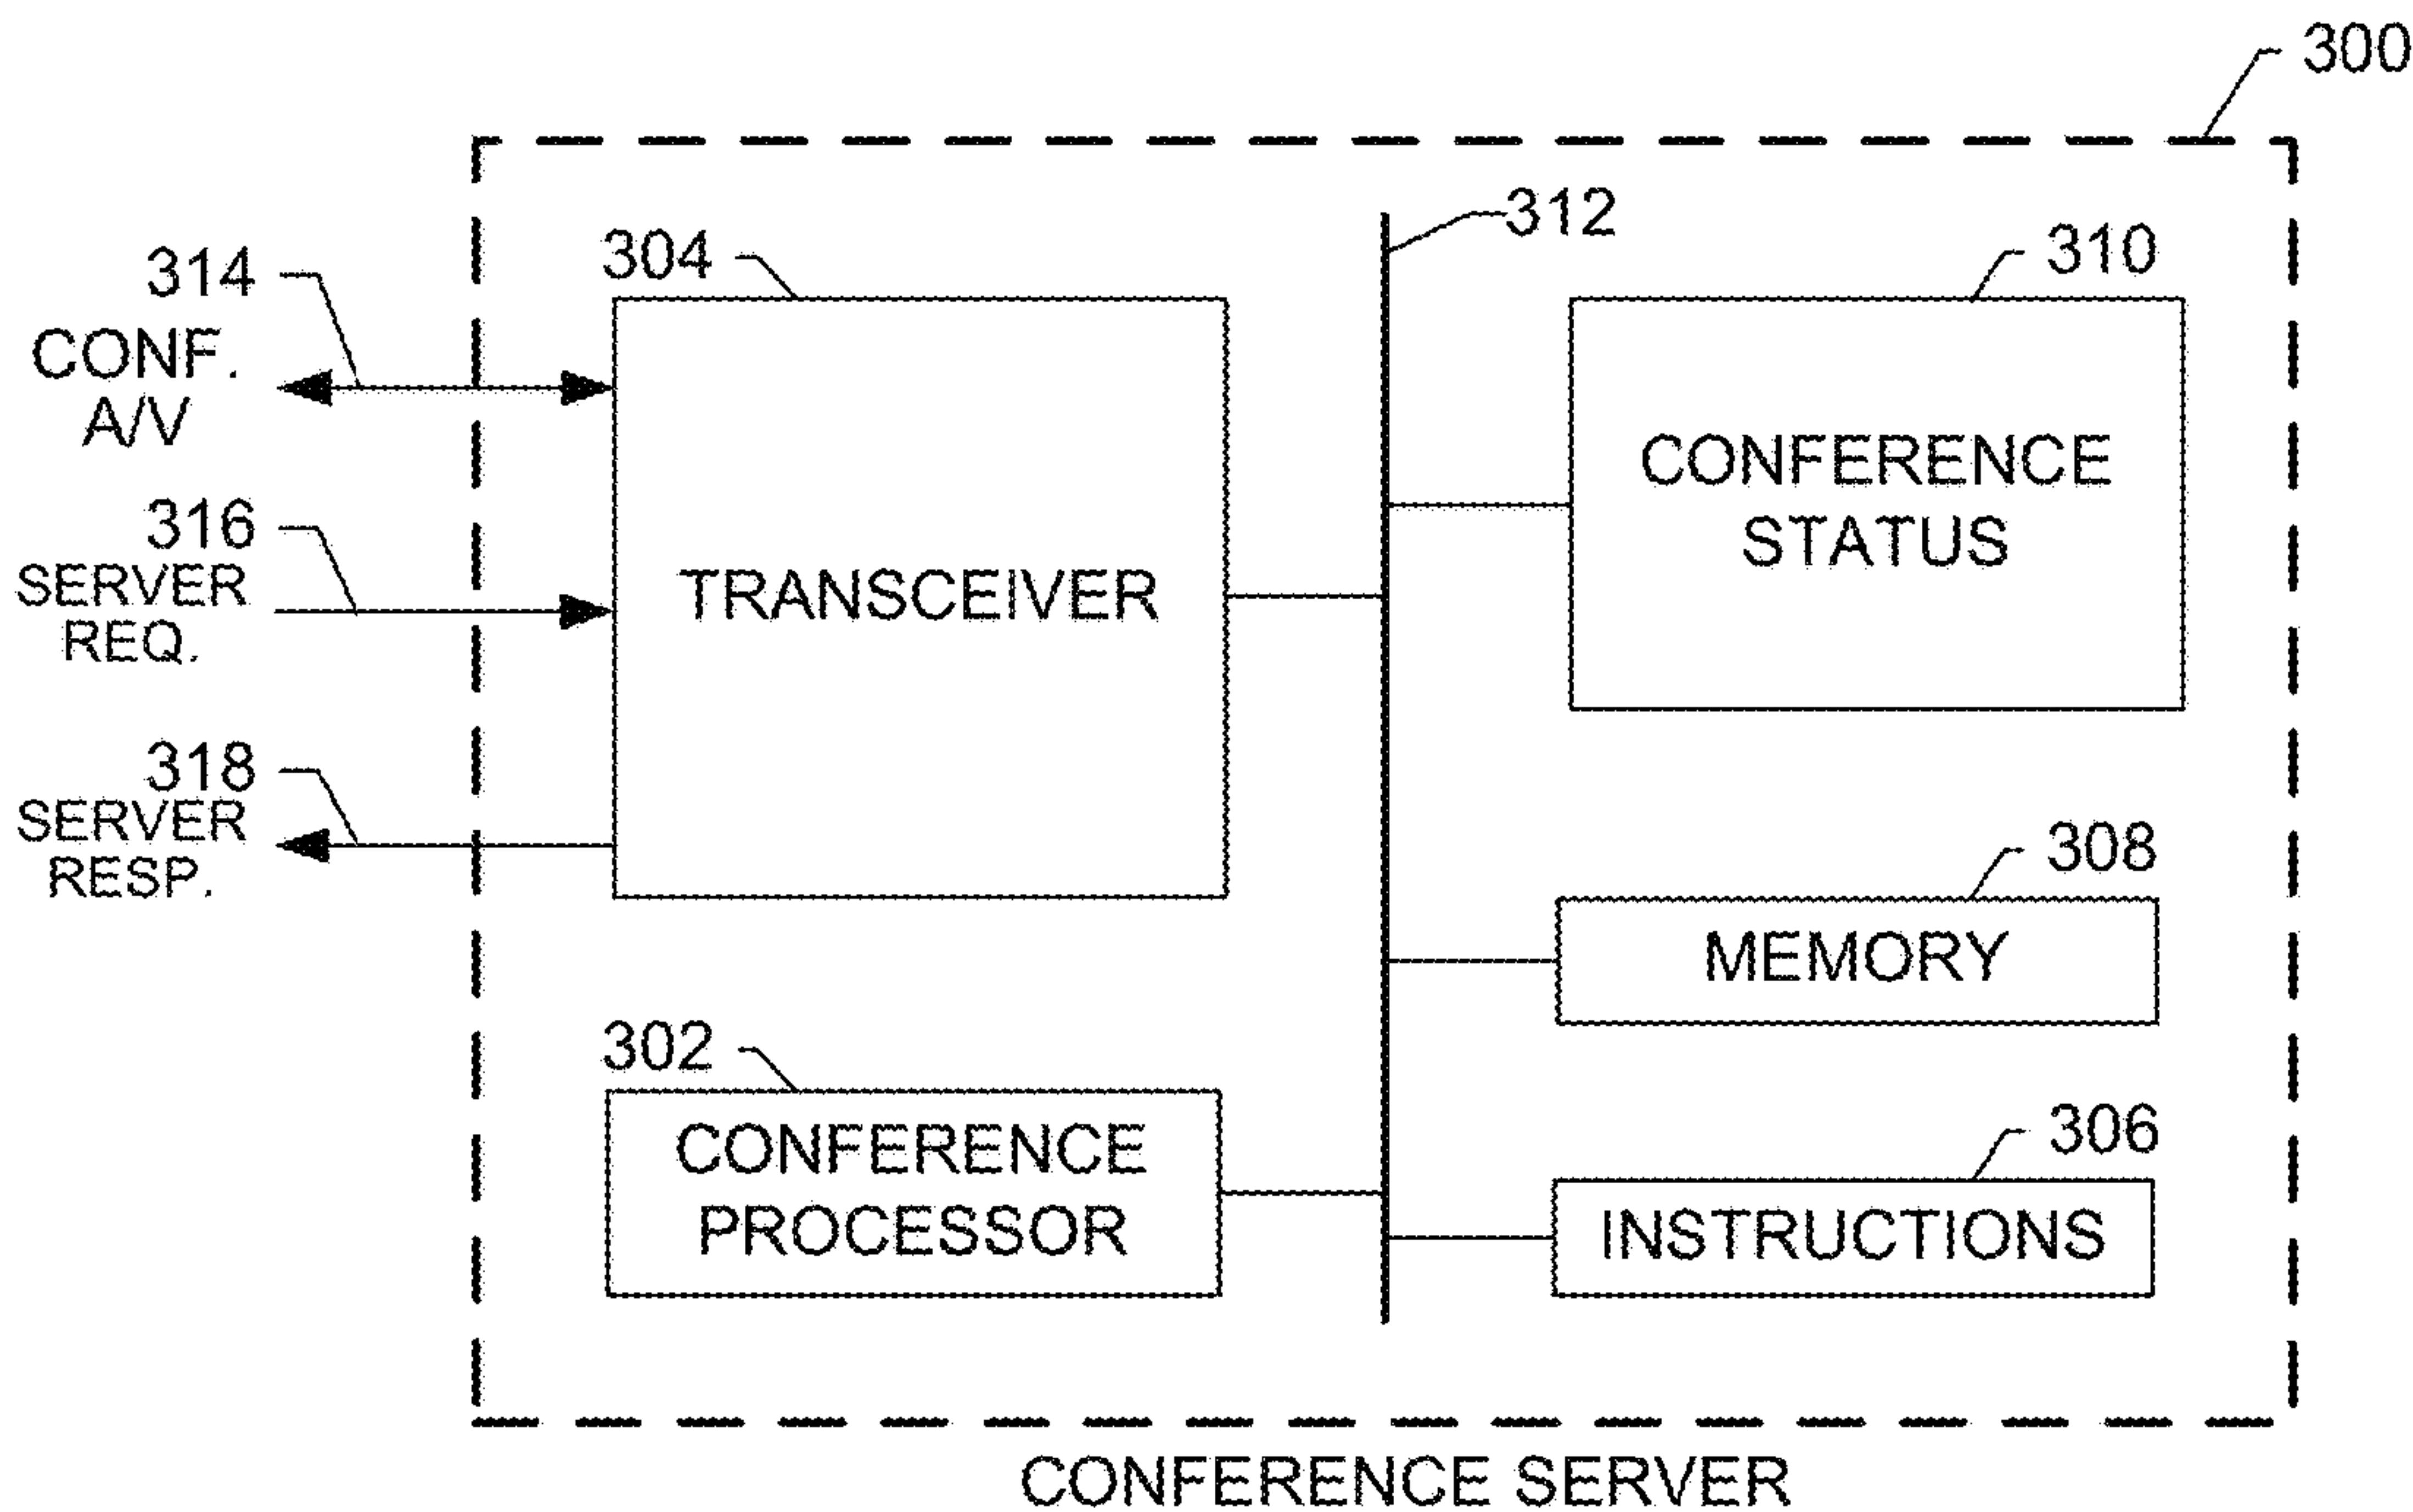 300
312
304
310
314
CONF.
A/V
CONFERENCE
STATUS
316
SERVER
REQ.
TRANSCEIVER
318
SERVER
RESP.
308
MEMORY
302
CONFERENCE
PROCESSOR
306
INSTRUCTIONS
CONFERENCE SERVER